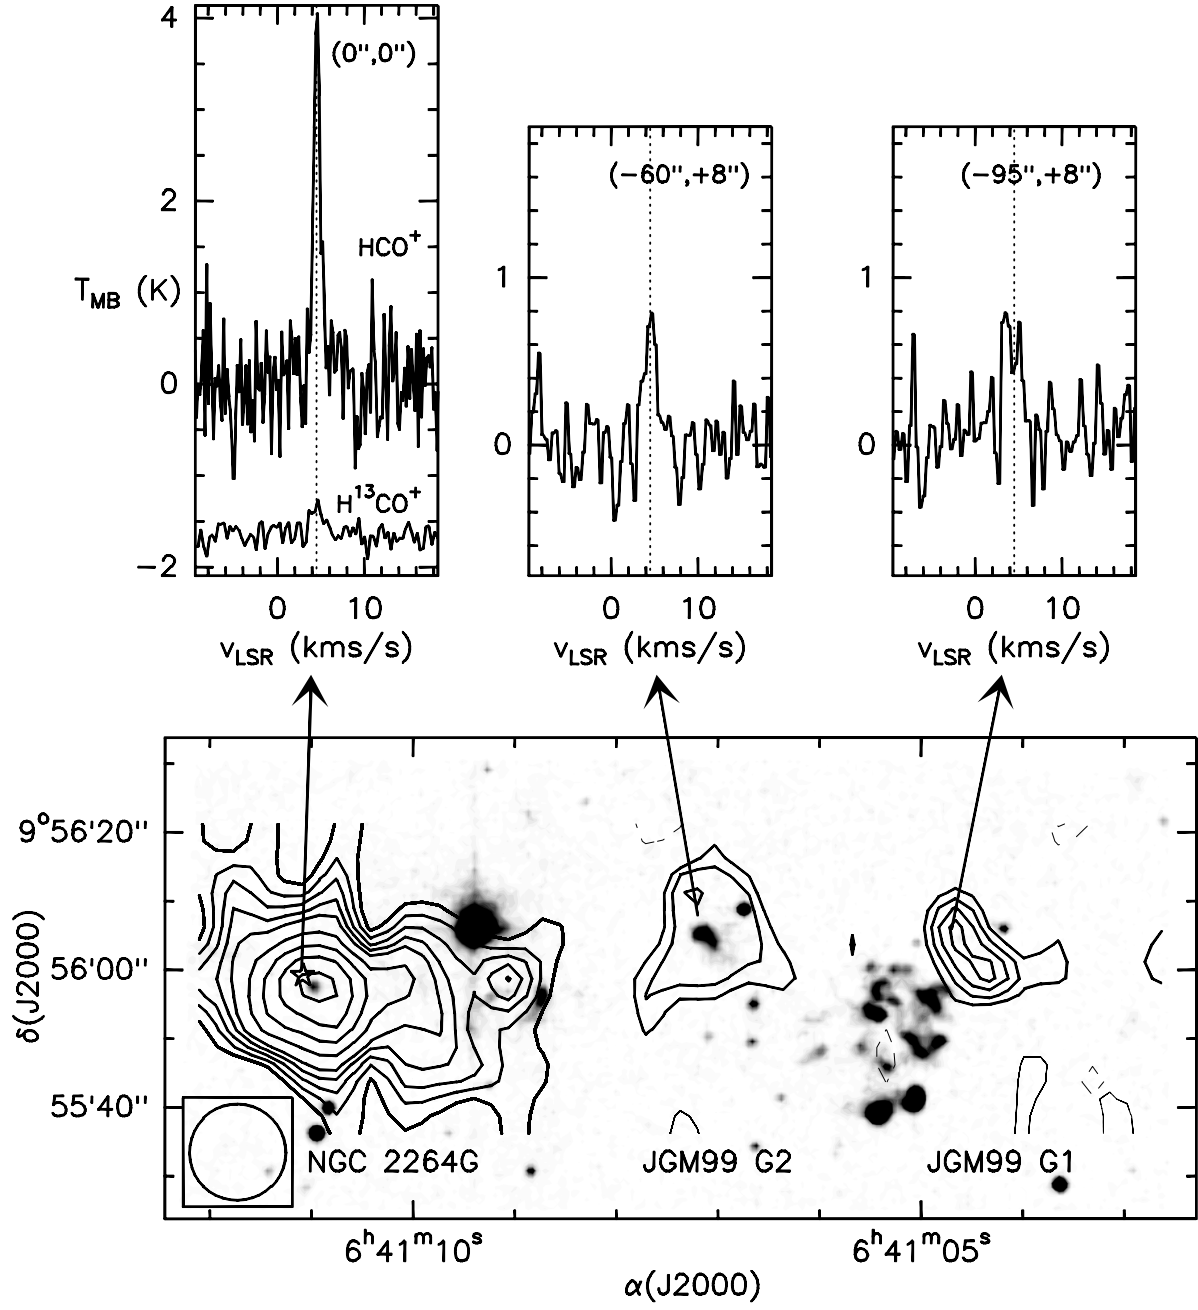 4
(0",0")
2
HCO⁺
T_MB (K)
0
H¹³CO⁺
−2
0 10
v_LSR (kms/s)
(−60",+8")
1
0
0 10
v_LSR (kms/s)
(−95",+8")
1
0
0 10
v_LSR (kms/s)
9°56'20"
56'00"
55'40"
δ(J2000)
NGC 2264G
JGM99 G2
JGM99 G1
6ʰ41ᵐ10ˢ
6ʰ41ᵐ05ˢ
α(J2000)